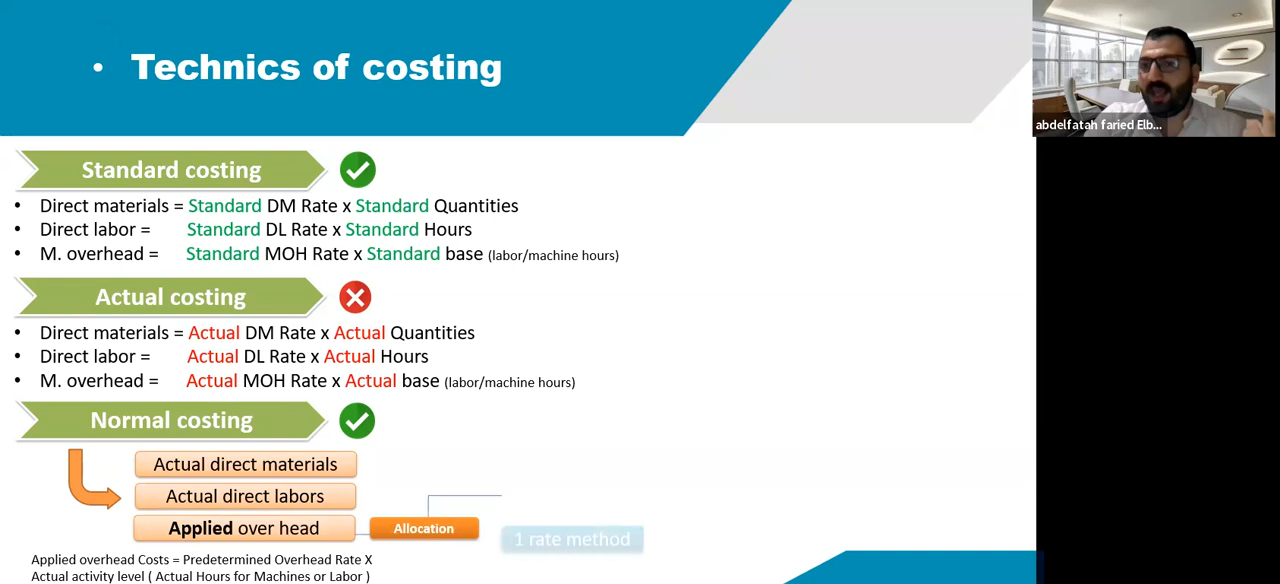 • Technics of costing
abdelfatah faried Elb...
Standard costing
• Direct materials = Standard DM Rate x Standard Quantities
• Direct labor = Standard DL Rate x Standard Hours
• M. overhead = Standard MOH Rate x Standard base (labor/machine hours)
Actual costing
• Direct materials = Actual DM Rate x Actual Quantities
• Direct labor = Actual DL Rate x Actual Hours
• M. overhead = Actual MOH Rate x Actual base (labor/machine hours)
Normal costing
Actual direct materials
Actual direct labors
Applied over head
Allocation
1 rate method
Applied overhead Costs = Predetermined Overhead Rate X
Actual activity level ( Actual Hours for Machines or Labor )